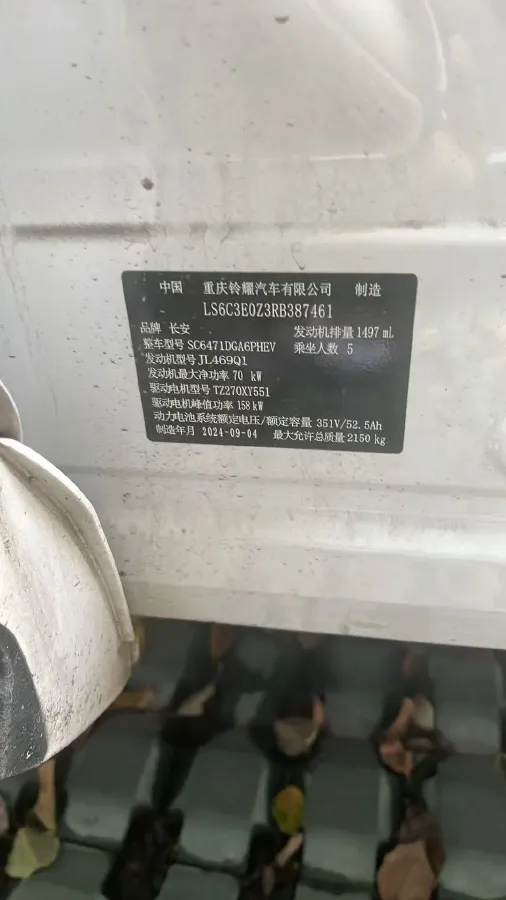 中国 重庆铃耀汽车有限公司 制造
LS6C3E0Z3RB387461
品牌 长安 发动机排量 1497 mL
整车型号 SC6471DGA6PHEV 乘坐人数 5
发动机型号 JL469Q1
发动机最大净功率 70 kW
驱动电机型号 TZ270XY551
驱动电机峰值功率 158 kW
动力电池系统额定电压/额定容量 351V/52.5Ah
制造年月 2024-09-04 最大允许总质量 2150 kg